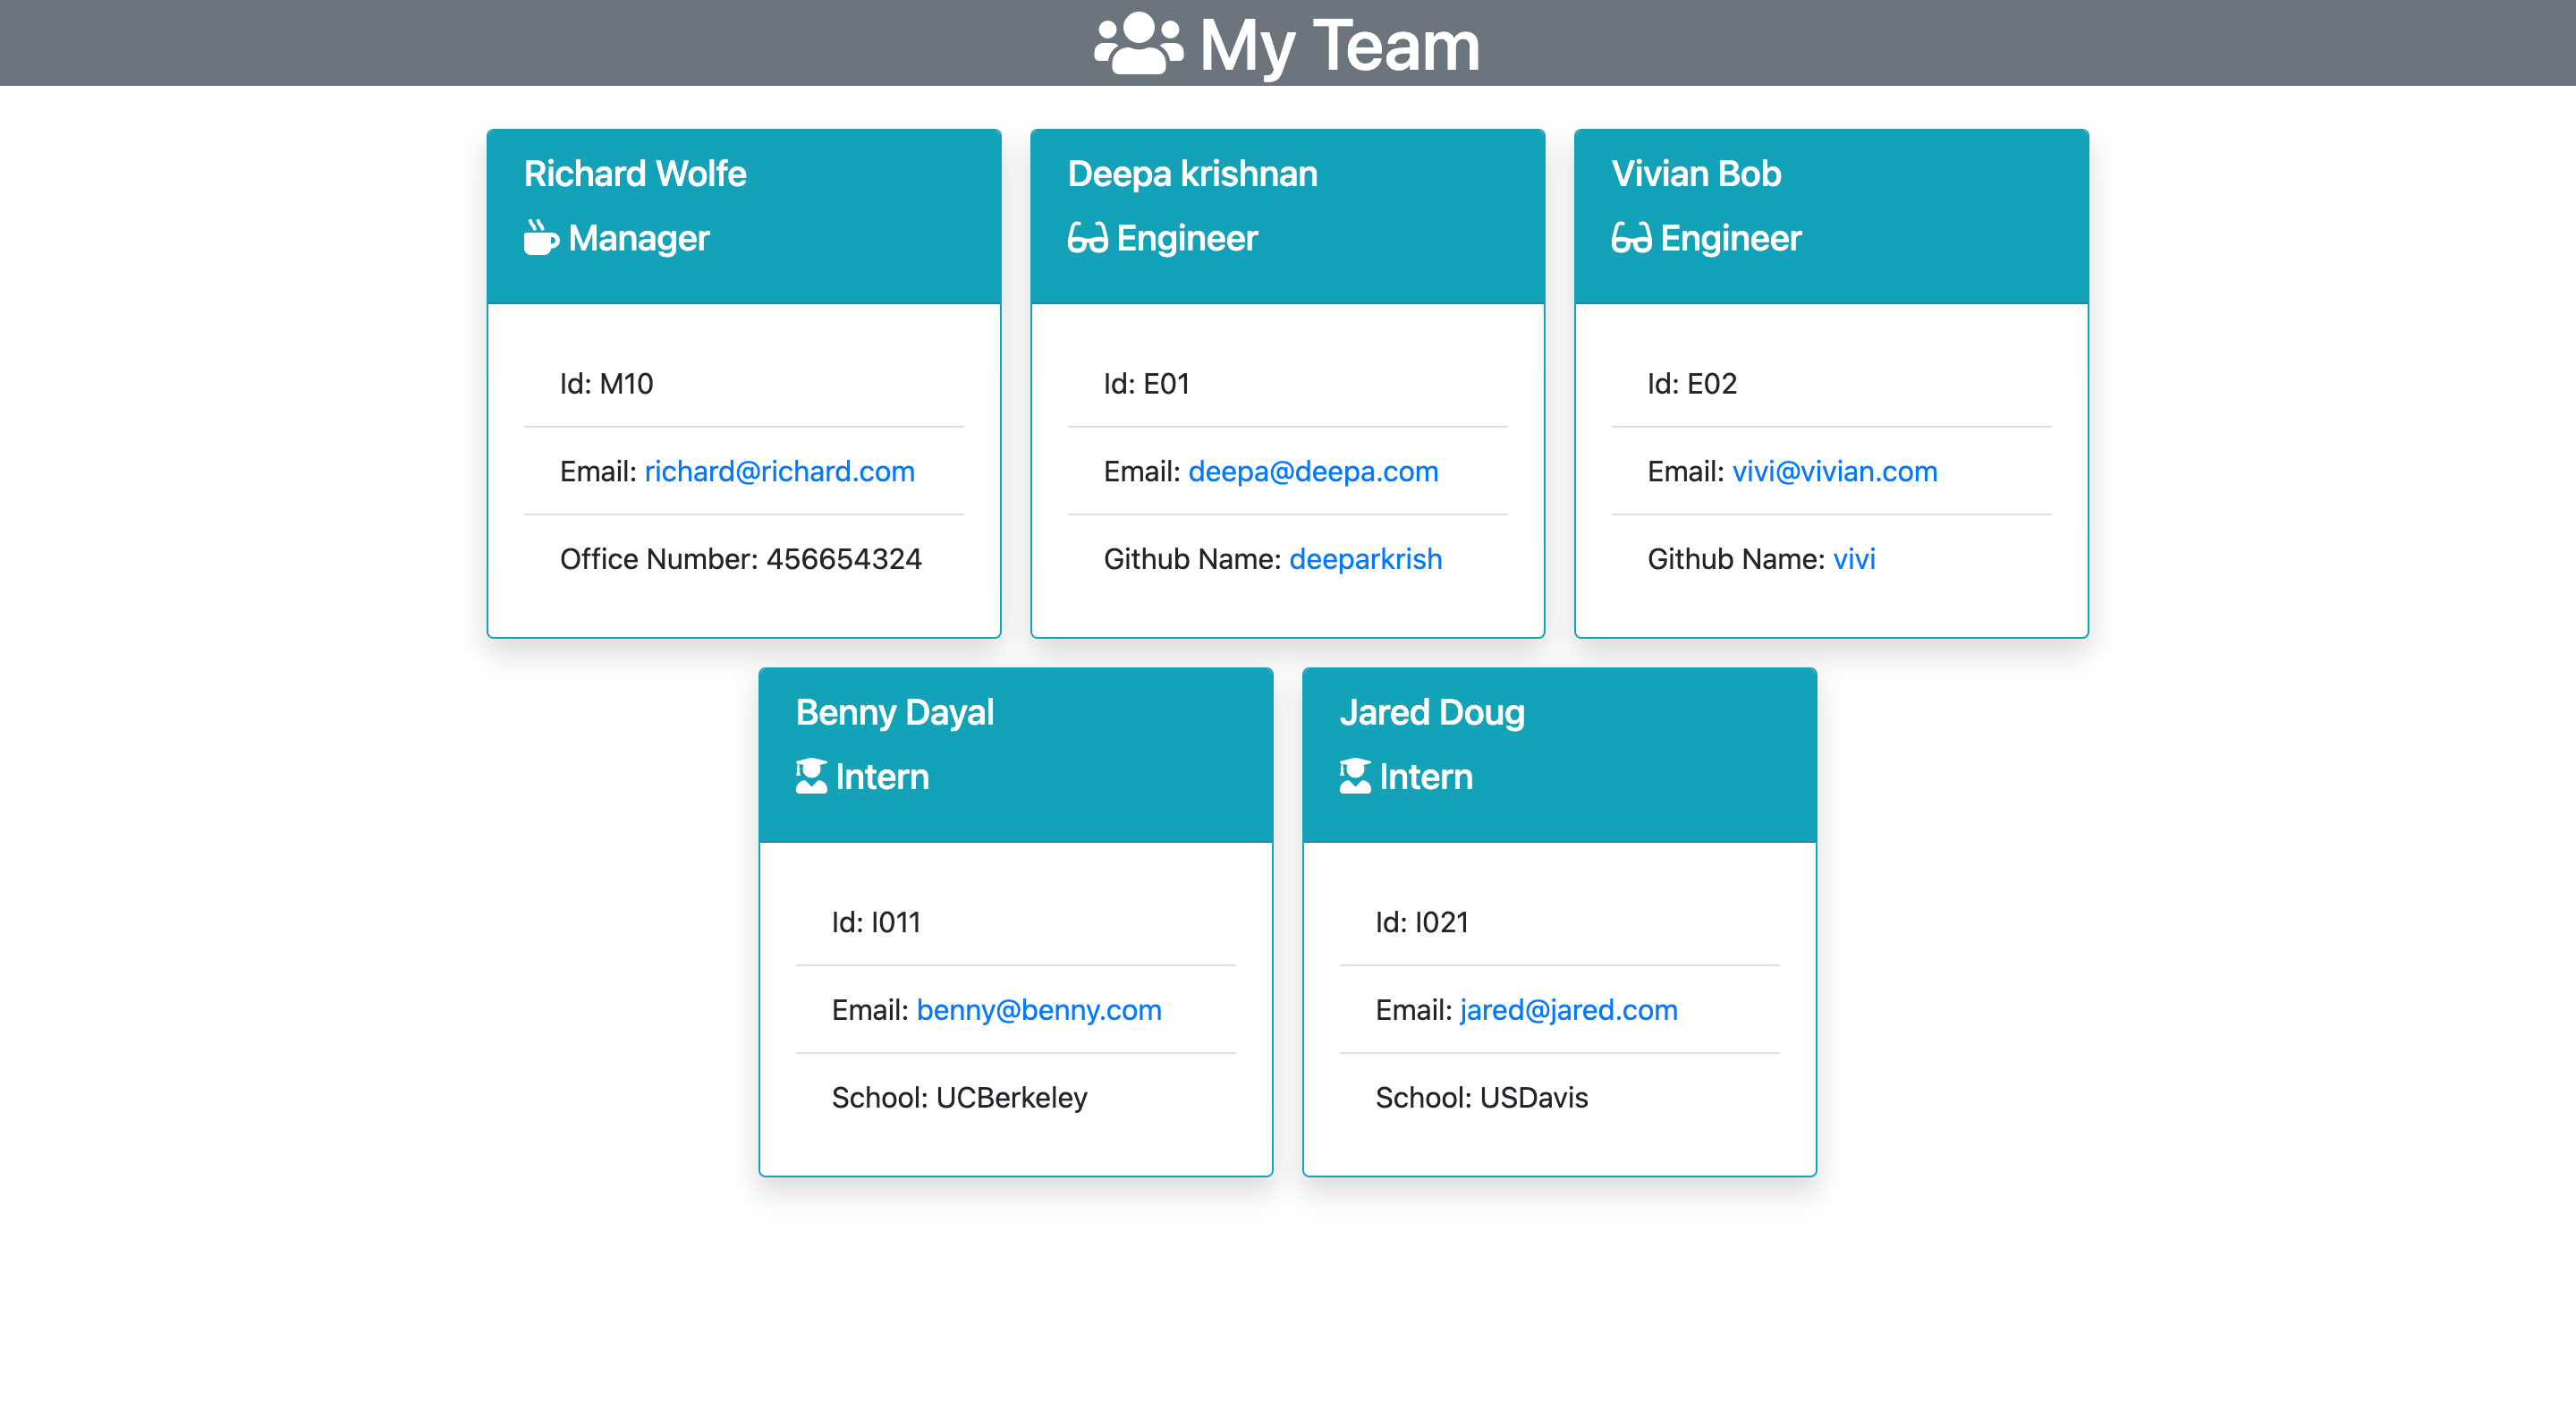 My Team
Richard Wolfe
Manager
Id: M10
Email: richard@richard.com
Office Number: 456654324
Deepa krishnan
Engineer
Id: E01
Email: deepa@deepa.com
Github Name: deeparkrish
Vivian Bob
Engineer
Id: E02
Email: vivi@vivian.com
Github Name: vivi
Benny Dayal
Intern
Id: I011
Email: benny@benny.com
School: UCBerkeley
Jared Doug
Intern
Id: I021
Email: jared@jared.com
School: USDavis